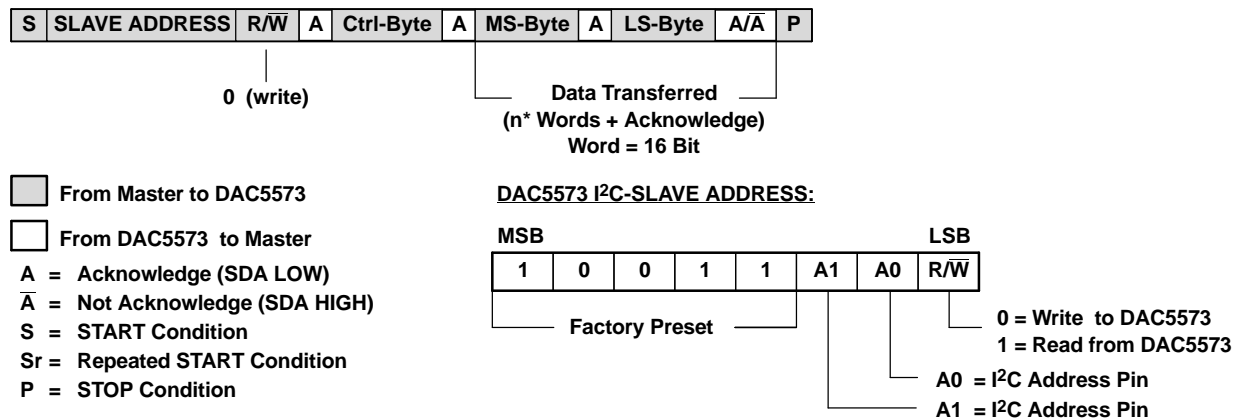 S SLAVE ADDRESS R/W̅ A Ctrl-Byte A MS-Byte A LS-Byte A/A̅ P
0 (write)
Data Transferred
(n* Words + Acknowledge)
Word = 16 Bit
From Master to DAC5573
From DAC5573 to Master
A = Acknowledge (SDA LOW)
A̅ = Not Acknowledge (SDA HIGH)
S = START Condition
Sr = Repeated START Condition
P = STOP Condition
DAC5573 I²C-SLAVE ADDRESS:
MSB LSB
1 0 0 1 1 A1 A0 R/W̅
Factory Preset
0 = Write to DAC5573
1 = Read from DAC5573
A0 = I²C Address Pin
A1 = I²C Address Pin